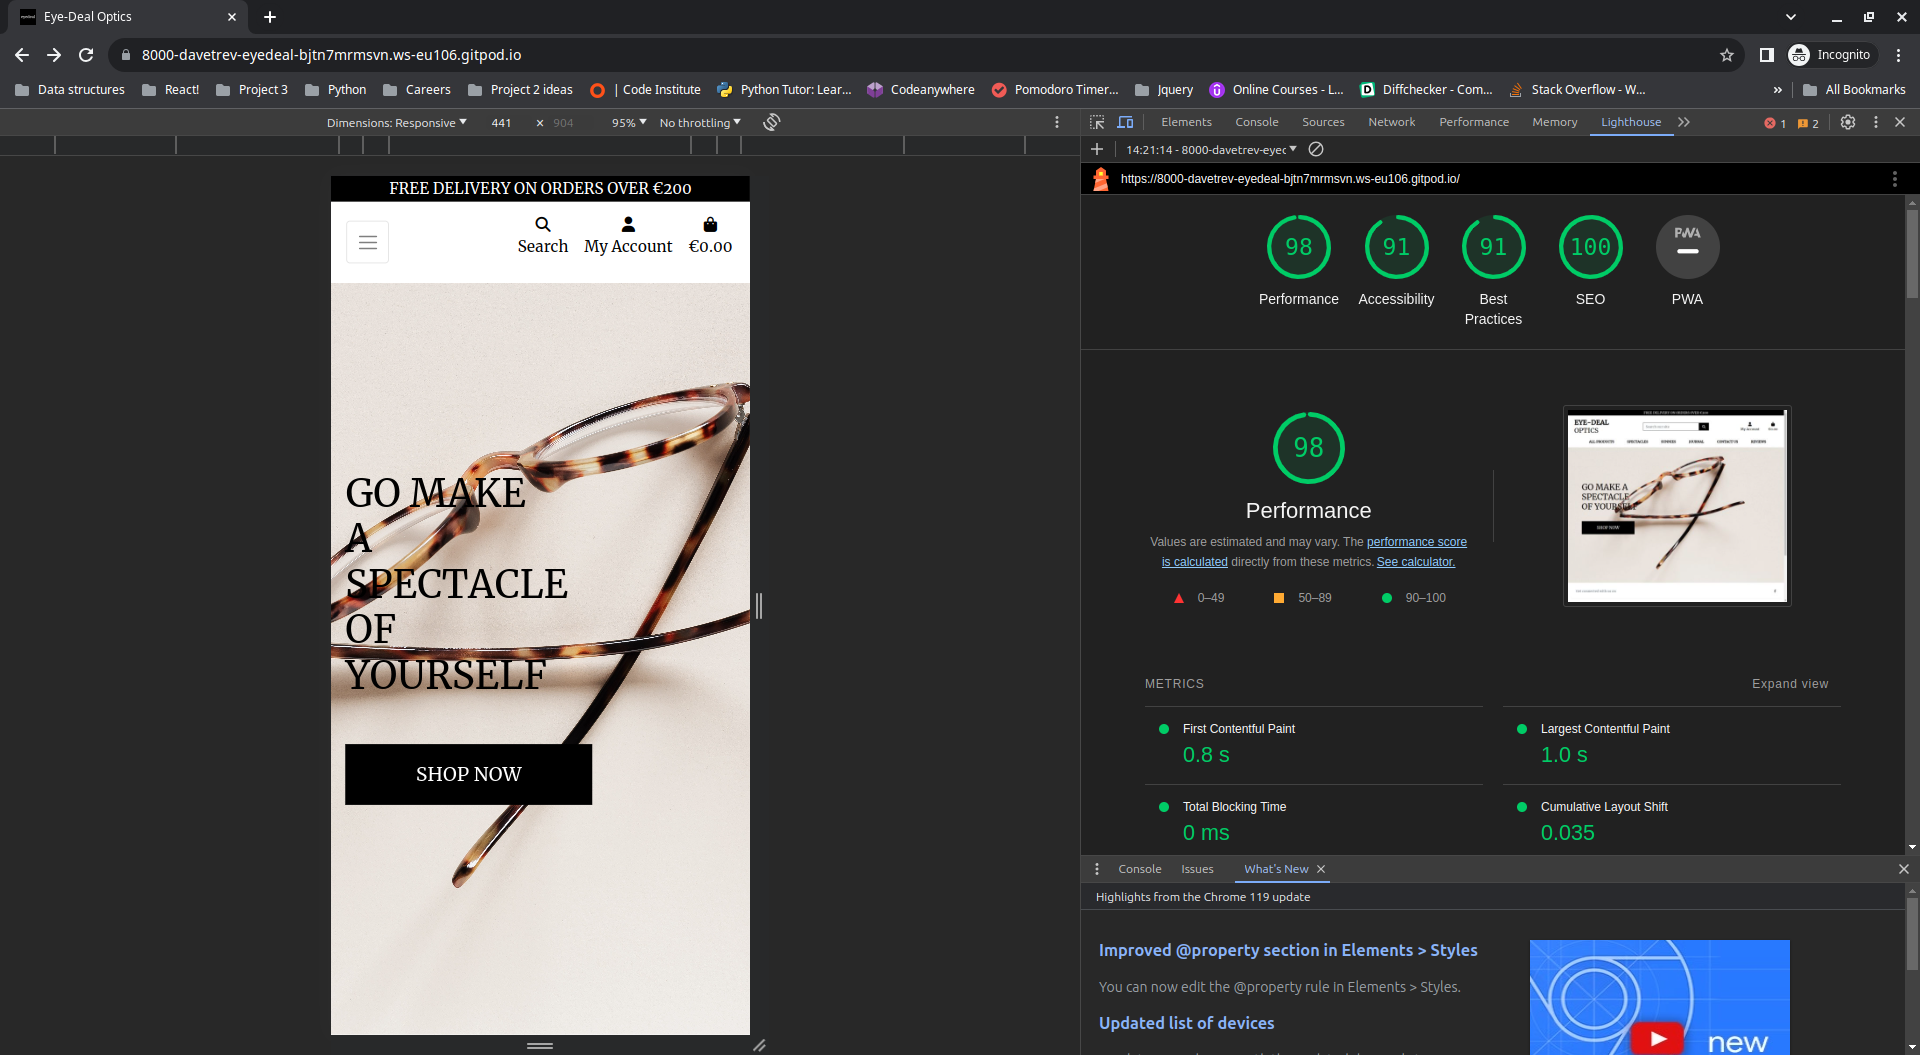 Eye-Deal Optics
8000-davetrev-eyedeal-bjtn7mrmsvn.ws-eu106.gitpod.io
Incognito
Data structures React! Project 3 Python Careers Project 2 ideas | Code Institute Python Tutor: Lear... Codeanywhere Pomodoro Timer... Jquery Online Courses - L... Diffchecker - Com... Stack Overflow - W... » All Bookmarks
Dimensions: Responsive 441 × 904 95% No throttling
Elements Console Sources Network Performance Memory Lighthouse 1 2
14:21:14 - 8000-davetrev-eyec
https://8000-davetrev-eyedeal-bjtn7mrmsvn.ws-eu106.gitpod.io/
FREE DELIVERY ON ORDERS OVER €200
Search My Account €0.00
GO MAKE
A
SPECTACLE
OF
YOURSELF
SHOP NOW
98 91 91 100 PWA
Performance Accessibility Best Practices SEO PWA
98
Performance
Values are estimated and may vary. The performance score
is calculated directly from these metrics. See calculator.
0–49 50–89 90–100
EYE-DEAL
OPTICS
GO MAKE A
SPECTACLE
OF YOURSELF
SHOP NOW
METRICS Expand view
First Contentful Paint
0.8 s
Largest Contentful Paint
1.0 s
Total Blocking Time
0 ms
Cumulative Layout Shift
0.035
Console Issues What's New
Highlights from the Chrome 119 update
Improved @property section in Elements > Styles
You can now edit the @property rule in Elements > Styles.
Updated list of devices
new